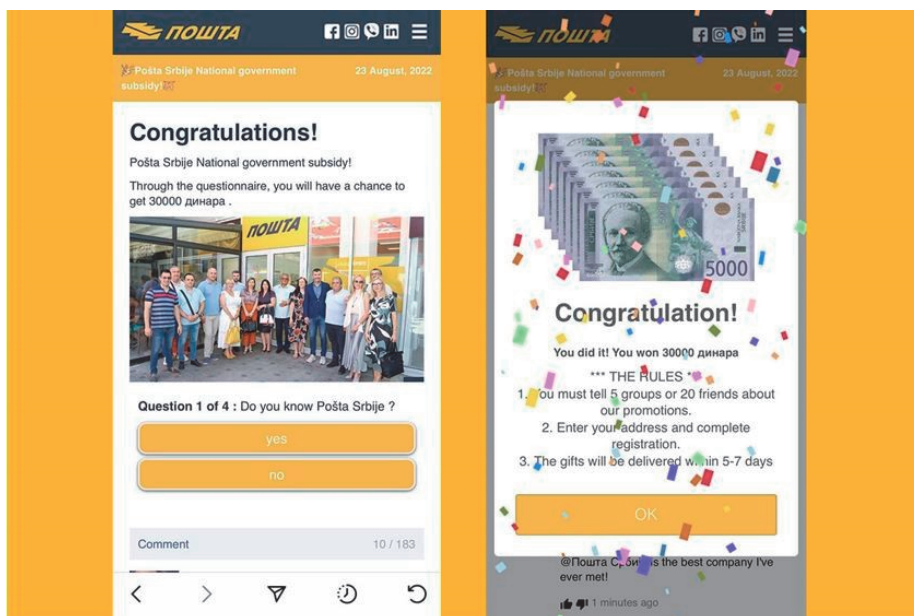 ПОШТА
Pošta Srbije National government
subsidy!
23 August, 2022
Congratulations!
Pošta Srbije National government subsidy!
Through the questionnaire, you will have a chance to
get 30000 динара .
ПОШТА
Question 1 of 4 : Do you know Pošta Srbije ?
yes
no
Comment
10 / 183
ПОШТА
Pošta Srbije National government
subsidy!
23 August, 2022
5000
Congratulation!
You did it! You won 30000 динара
*** THE RULES *
1. You must tell 5 groups or 20 friends about
our promotions.
2. Enter your address and complete
registration.
3. The gifts will be delivered within 5-7 days
OK
@Пошта Србије is the best company I've
ever met!
1 minutes ago